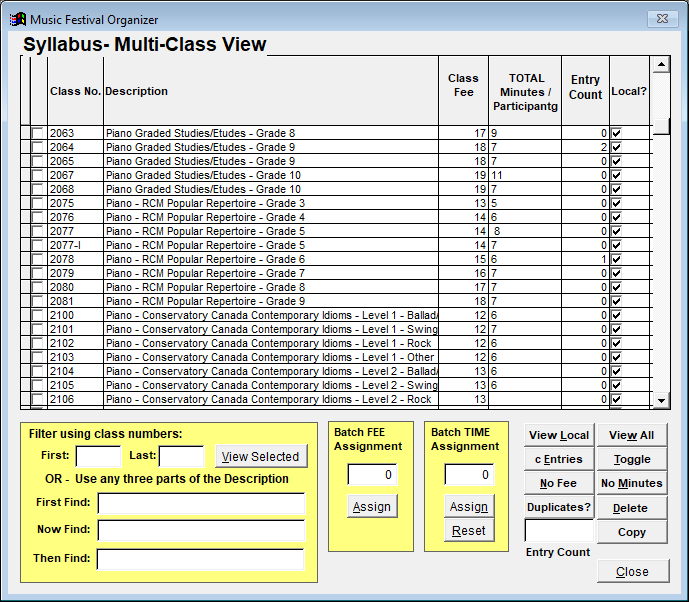 Music Festival Organizer
Syllabus- Multi-Class View
Class No. Description Class Fee TOTAL Minutes / Participantg Entry Count Local?
2063 Piano Graded Studies/Etudes - Grade 8 17 9 0
2064 Piano Graded Studies/Etudes - Grade 9 18 7 2
2065 Piano Graded Studies/Etudes - Grade 9 18 7 0
2067 Piano Graded Studies/Etudes - Grade 10 19 11 0
2068 Piano Graded Studies/Etudes - Grade 10 19 7 0
2075 Piano - RCM Popular Repertoire - Grade 3 13 5 0
2076 Piano - RCM Popular Repertoire - Grade 4 14 6 0
2077 Piano - RCM Popular Repertoire - Grade 5 14 8 0
2077-I Piano - RCM Popular Repertoire - Grade 5 14 7 0
2078 Piano - RCM Popular Repertoire - Grade 6 15 6 1
2079 Piano - RCM Popular Repertoire - Grade 7 16 7 0
2080 Piano - RCM Popular Repertoire - Grade 8 17 7 0
2081 Piano - RCM Popular Repertoire - Grade 9 18 7 0
2100 Piano - Conservatory Canada Contemporary Idioms - Level 1 - Ballad/ 12 6 0
2101 Piano - Conservatory Canada Contemporary Idioms - Level 1 - Swing 12 7 0
2102 Piano - Conservatory Canada Contemporary Idioms - Level 1 - Rock 12 6 0
2103 Piano - Conservatory Canada Contemporary Idioms - Level 1 - Other 12 6 0
2104 Piano - Conservatory Canada Contemporary Idioms - Level 2 - Ballad/ 13 6 0
2105 Piano - Conservatory Canada Contemporary Idioms - Level 2 - Swing 13 6 0
2106 Piano - Conservatory Canada Contemporary Idioms - Level 2 - Rock 13 0
Filter using class numbers:
First: Last: View Selected
OR - Use any three parts of the Description
First Find:
Now Find:
Then Find:
Batch FEE
Assignment
0
Assign
Batch TIME
Assignment
0
Assign
Reset
View Local View All
c Entries Toggle
No Fee No Minutes
Duplicates? Delete
Copy
Entry Count
Close